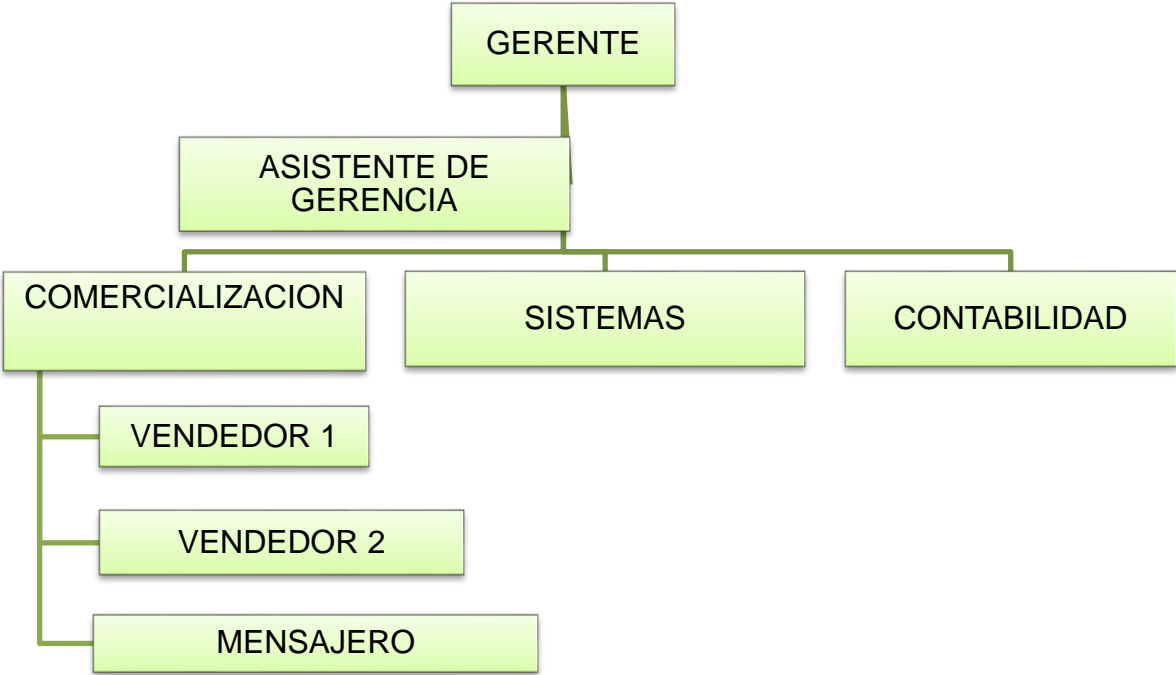 GERENTE
ASISTENTE DE
GERENCIA
COMERCIALIZACION
SISTEMAS
CONTABILIDAD
VENDEDOR 1
VENDEDOR 2
MENSAJERO